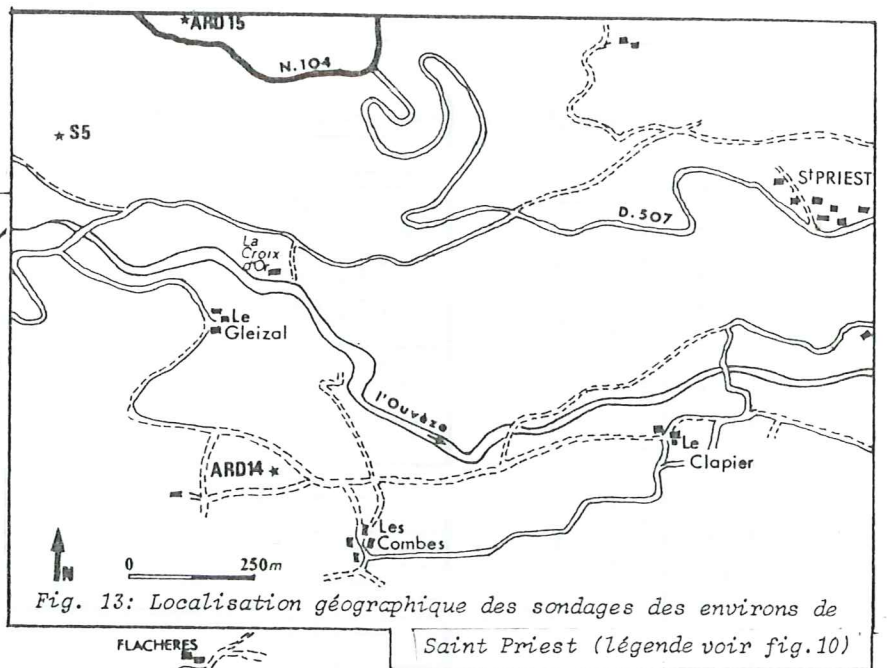 ARD15
N.104
S5
StPRIEST
D.507
La
Croix
d'Or
Le
Gleizal
l'Ouvèze
ARD14
Le
Clapier
Les
Combes
N
0 250m
Fig. 13: Localisation géographique des sondages des environs de
Saint Priest (légende voir fig.10)
FLACHERES